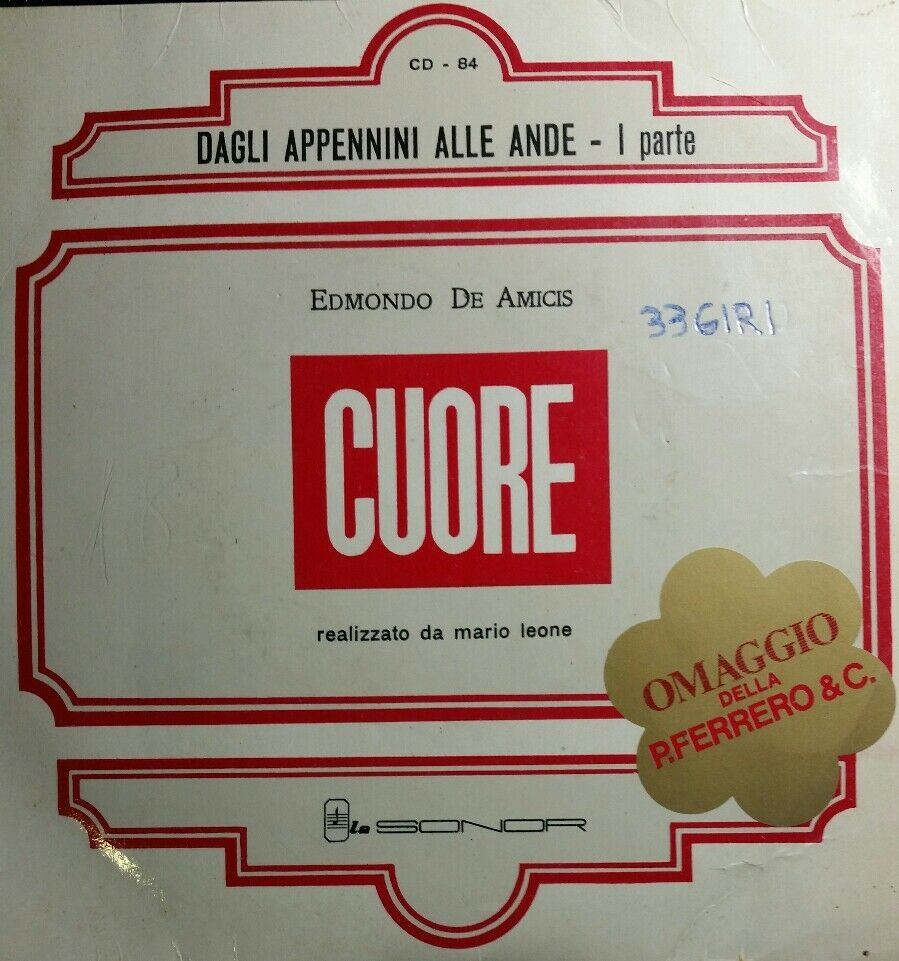 CD - 84
DAGLI APPENNINI ALLE ANDE - I parte
EDMONDO DE AMICIS
33GIRI
CUORE
realizzato da mario leone
OMAGGIO
DELLA
P.FERRERO & C.
la SONOR